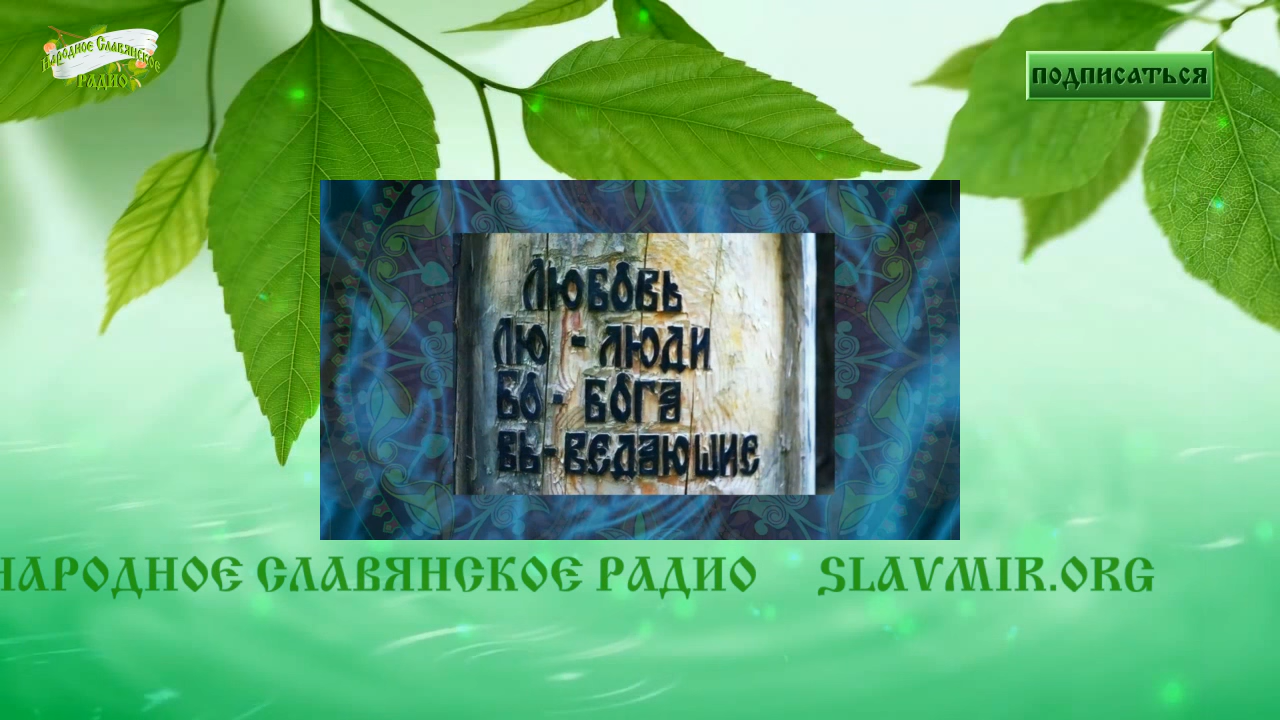 Народное Славянское
Радио
ПОДПИСАТЬСЯ
ЛЮБОВЬ
ЛЮ - ЛЮДИ
БО - БОГА
ВЬ - ВЕДАЮЩИЕ
НАРОДНОЕ СЛАВЯНСКОЕ РАДИО SLAVMIR.ORG